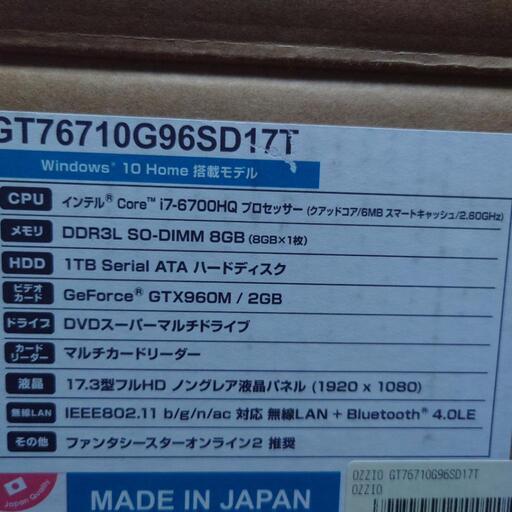 GT76710G96SD17T
Windows® 10 Home 搭載モデル
CPU インテル® Core™ i7-6700HQ プロセッサー (クアッドコア/6MB スマートキャッシュ/2.60GHz)
メモリ DDR3L SO-DIMM 8GB (8GB×1枚)
HDD 1TB Serial ATA ハードディスク
ビデオカード GeForce® GTX960M / 2GB
ドライブ DVDスーパーマルチドライブ
カードリーダー マルチカードリーダー
液晶 17.3型フルHD ノングレア液晶パネル (1920 x 1080)
無線LAN IEEE802.11 b/g/n/ac 対応 無線LAN + Bluetooth® 4.0LE
その他 ファンタシースターオンライン2 推奨
Japan Quality
MADE IN JAPAN
OZZIO GT76710G96SD17T
OZZIO